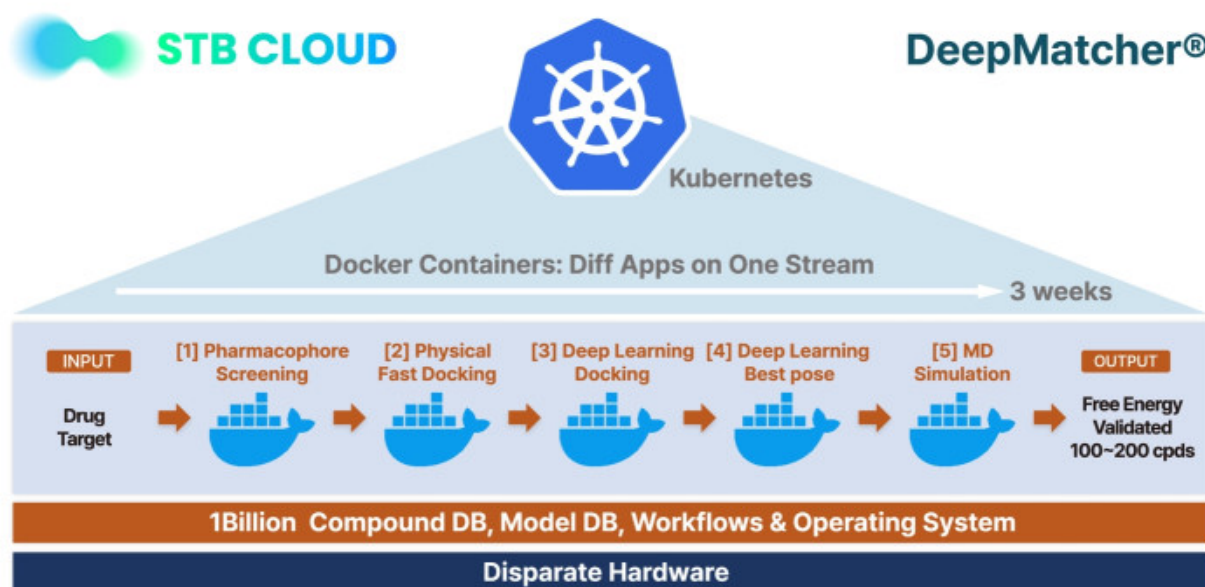 STB CLOUD
DeepMatcher®
Kubernetes
Docker Containers: Diff Apps on One Stream
3 weeks
INPUT
Drug
Target
[1] Pharmacophore
Screening
[2] Physical
Fast Docking
[3] Deep Learning
Docking
[4] Deep Learning
Best pose
[5] MD
Simulation
OUTPUT
Free Energy
Validated
100~200 cpds
1Billion Compound DB, Model DB, Workflows & Operating System
Disparate Hardware